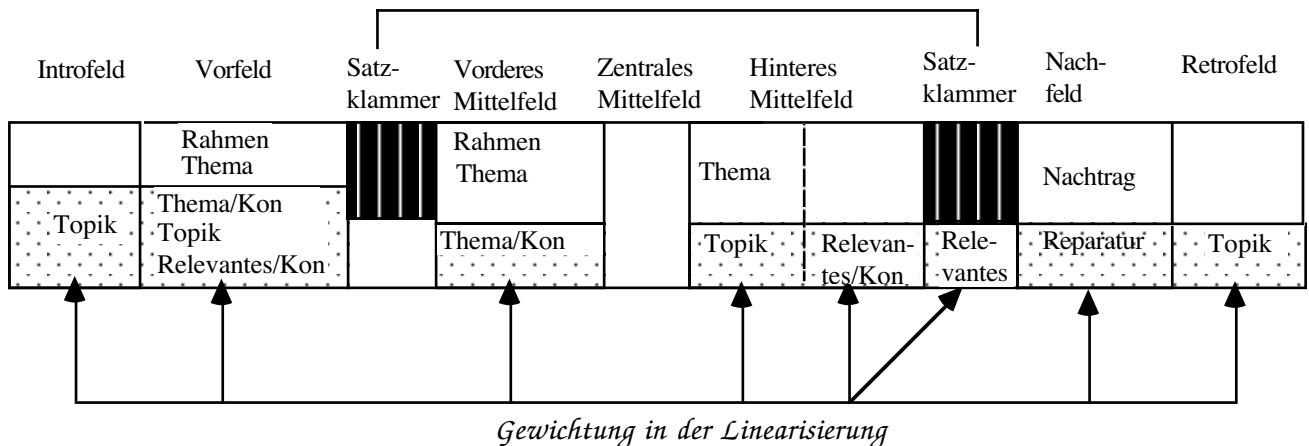 Introfeld
Vorfeld
Satz-
klammer
Vorderes
Mittelfeld
Zentrales
Mittelfeld
Hinteres
Mittelfeld
Satz-
klammer
Nach-
feld
Retrofeld
Topik
Rahmen
Thema
Thema/Kon
Topik
Relevantes/Kon
Rahmen
Thema
Thema/Kon
Thema
Topik
Relevan-
tes/Kon
Rele-
vantes
Nachtrag
Reparatur
Topik
Gewichtung in der Linearisierung